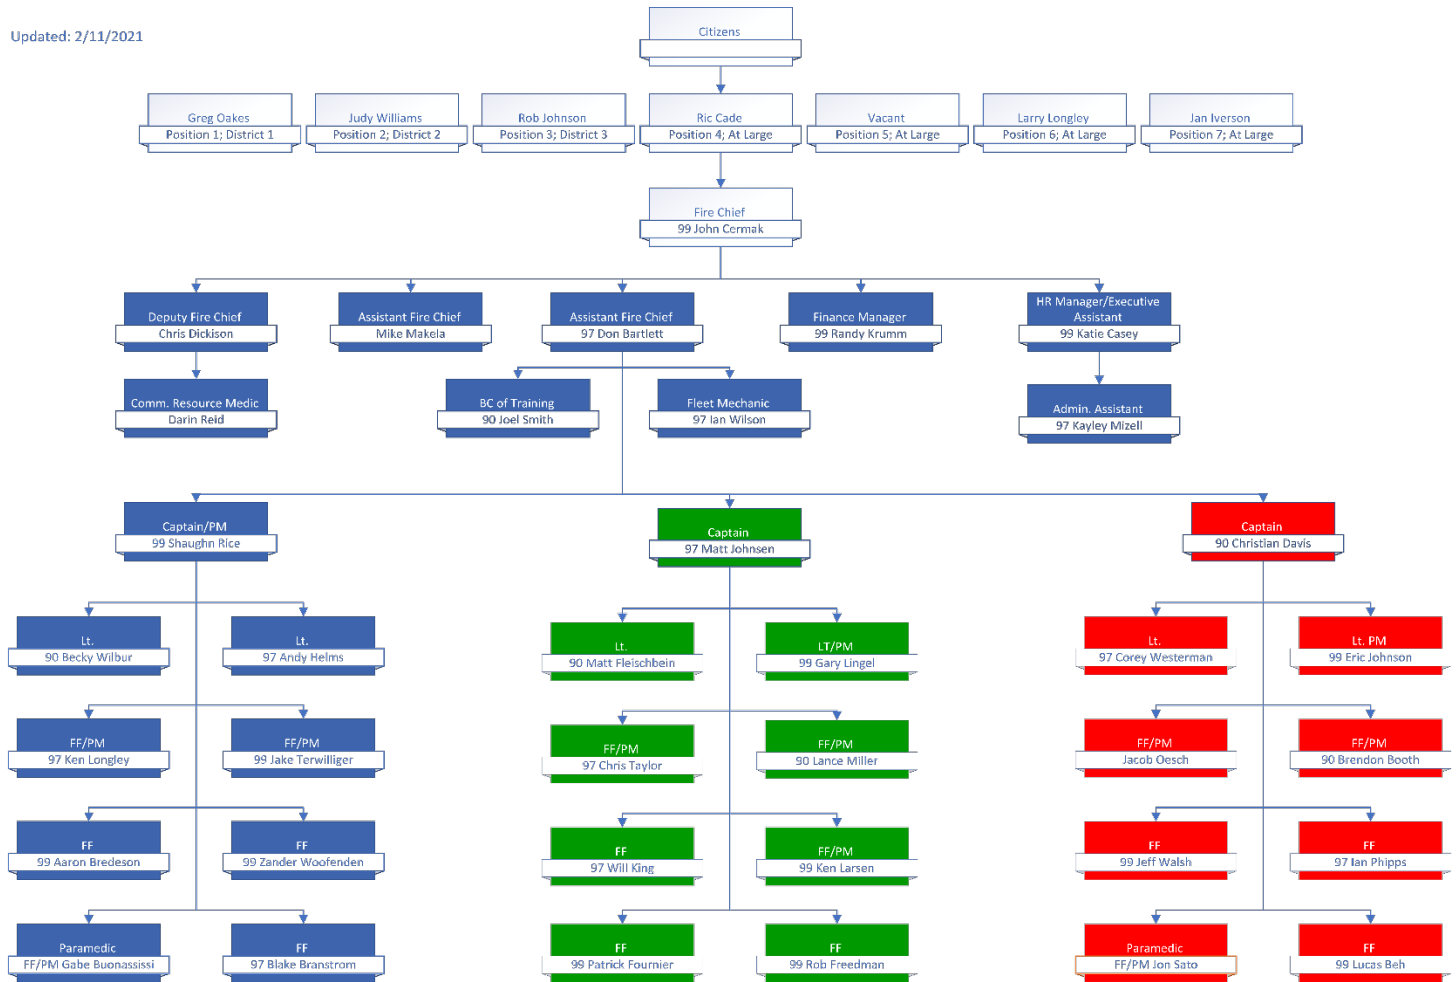 Updated: 2/11/2021
Citizens
Greg Oakes
Position 1; District 1
Judy Williams
Position 2; District 2
Rob Johnson
Position 3; District 3
Ric Cade
Position 4; At Large
Vacant
Position 5; At Large
Larry Longley
Position 6; At Large
Jan Iverson
Position 7; At Large
Fire Chief
99 John Cermak
Deputy Fire Chief
Chris Dickison
Assistant Fire Chief
Mike Makela
Assistant Fire Chief
97 Don Bartlett
Finance Manager
99 Randy Krumm
HR Manager/Executive
Assistant
99 Katie Casey
Comm. Resource Medic
Darin Reid
BC of Training
90 Joel Smith
Fleet Mechanic
97 Ian Wilson
Admin. Assistant
97 Kayley Mizell
Captain/PM
99 Shaughn Rice
Captain
97 Matt Johnsen
Captain
90 Christian Davis
Lt.
90 Becky Wilbur
Lt.
97 Andy Helms
Lt.
90 Matt Fleischbein
LT/PM
99 Gary Lingel
Lt.
97 Corey Westerman
Lt. PM
99 Eric Johnson
FF/PM
97 Ken Longley
FF/PM
99 Jake Terwilliger
FF/PM
97 Chris Taylor
FF/PM
90 Lance Miller
FF/PM
Jacob Oesch
FF/PM
90 Brendon Booth
FF
99 Aaron Bredeson
FF
99 Zander Woofenden
FF
97 Will King
FF/PM
99 Ken Larsen
FF
99 Jeff Walsh
FF
97 Ian Phipps
Paramedic
FF/PM Gabe Buonassissi
FF
97 Blake Branstrom
FF
99 Patrick Fournier
FF
99 Rob Freedman
Paramedic
FF/PM Jon Sato
FF
99 Lucas Beh